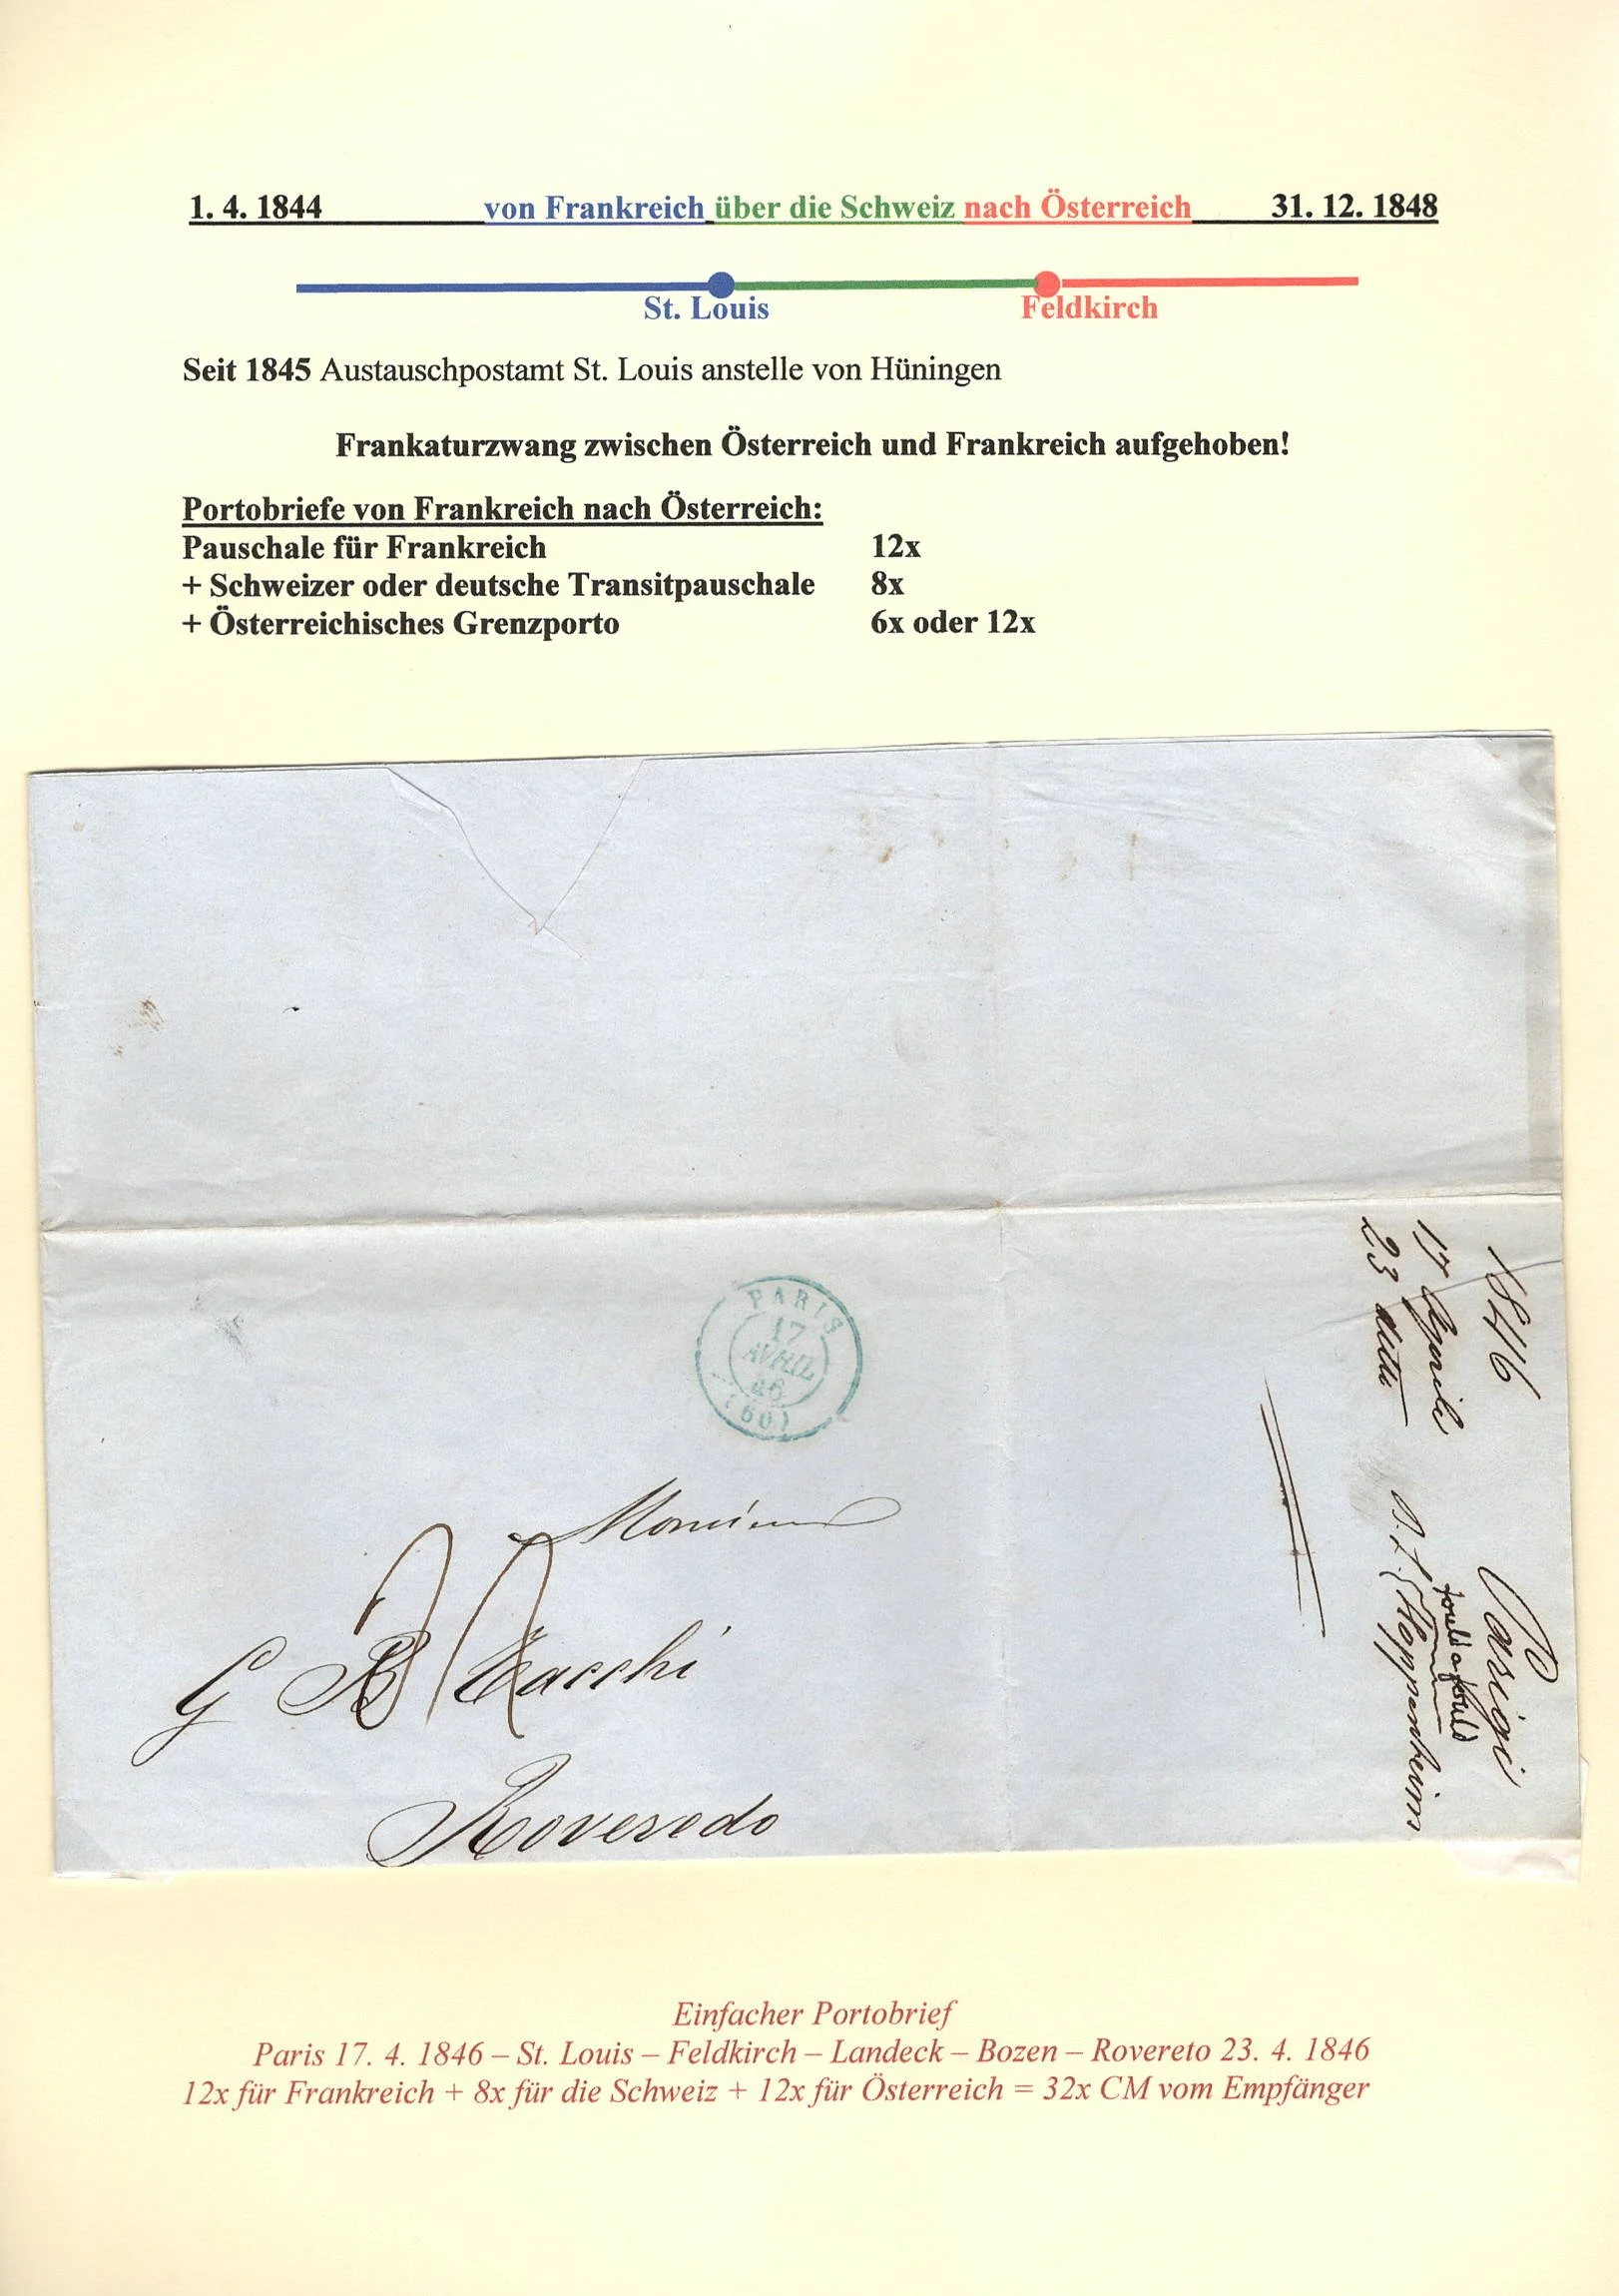 1. 4. 1844 von Frankreich über die Schweiz nach Österreich 31. 12. 1848
St. Louis Feldkirch
Seit 1845 Austauschpostamt St. Louis anstelle von Hüningen
Frankaturzwang zwischen Österreich und Frankreich aufgehoben!
Portobriefe von Frankreich nach Österreich:
Pauschale für Frankreich 12x
+ Schweizer oder deutsche Transitpauschale 8x
+ Österreichisches Grenzporto 6x oder 12x
PARIS
17
AVRIL
46
(60)
Monsieur
G B Tacchi
Roveredo
1846 Parigi
17 Aprile
23 detto
Oppenheim
Einfacher Portobrief
Paris 17. 4. 1846 – St. Louis – Feldkirch – Landeck – Bozen – Rovereto 23. 4. 1846
12x für Frankreich + 8x für die Schweiz + 12x für Österreich = 32x CM vom Empfänger